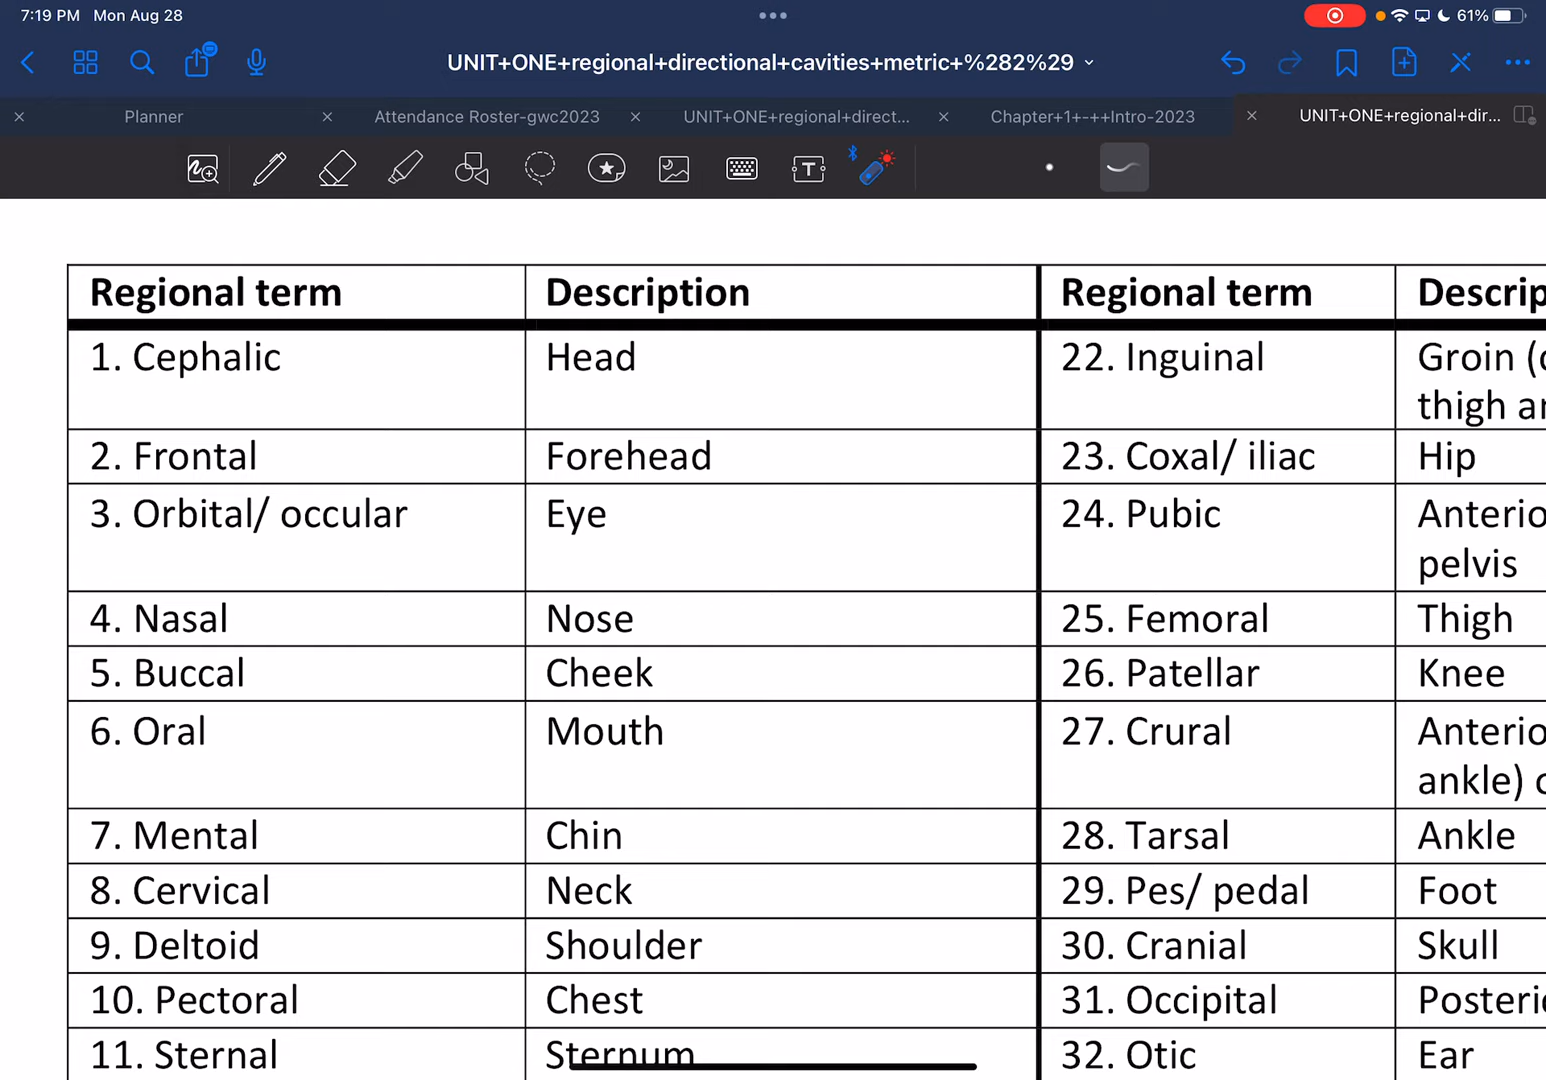 7:19 PM Mon Aug 28
61%
UNIT+ONE+regional+directional+cavities+metric+%282%29
Planner
Attendance Roster-gwc2023
UNIT+ONE+regional+direct...
Chapter+1+-++Intro-2023
UNIT+ONE+regional+dir...
Regional term Description Regional term Descrip
1. Cephalic Head 22. Inguinal Groin (
thigh
2. Frontal Forehead 23. Coxal/ iliac Hip
3. Orbital/ occular Eye 24. Pubic Anterio
pelvis
4. Nasal Nose 25. Femoral Thigh
5. Buccal Cheek 26. Patellar Knee
6. Oral Mouth 27. Crural Anterio
ankle)
7. Mental Chin 28. Tarsal Ankle
8. Cervical Neck 29. Pes/ pedal Foot
9. Deltoid Shoulder 30. Cranial Skull
10. Pectoral Chest 31. Occipital Posteri
11. Sternal Sternum 32. Otic Ear